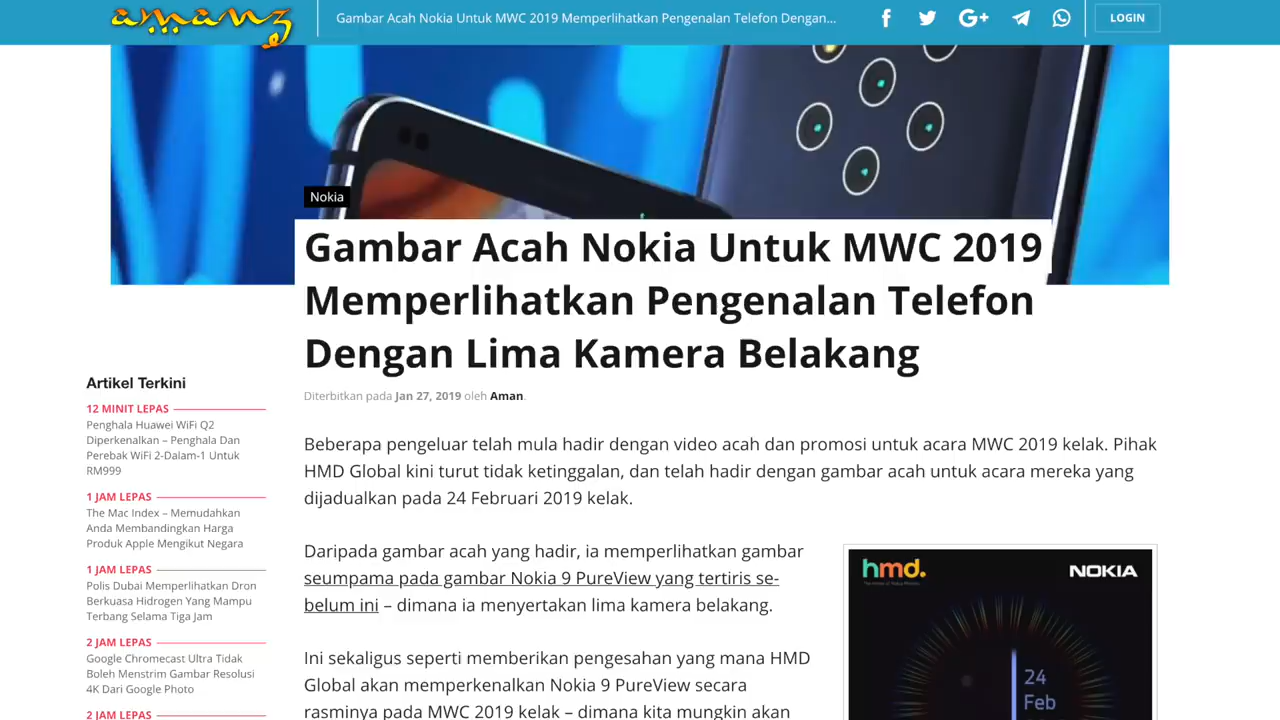 amanz
Gambar Acah Nokia Untuk MWC 2019 Memperlihatkan Pengenalan Telefon Dengan...
LOGIN
Nokia
Gambar Acah Nokia Untuk MWC 2019
Memperlihatkan Pengenalan Telefon
Dengan Lima Kamera Belakang
Diterbitkan pada Jan 27, 2019 oleh Aman.
Artikel Terkini
12 MINIT LEPAS
Penghala Huawei WiFi Q2
Diperkenalkan – Penghala Dan
Perebak WiFi 2-Dalam-1 Untuk
RM999
1 JAM LEPAS
The Mac Index – Memudahkan
Anda Membandingkan Harga
Produk Apple Mengikut Negara
1 JAM LEPAS
Polis Dubai Memperlihatkan Dron
Berkuasa Hidrogen Yang Mampu
Terbang Selama Tiga Jam
2 JAM LEPAS
Google Chromecast Ultra Tidak
Boleh Menstrim Gambar Resolusi
4K Dari Google Photo
2 JAM LEPAS
Beberapa pengeluar telah mula hadir dengan video acah dan promosi untuk acara MWC 2019 kelak. Pihak
HMD Global kini turut tidak ketinggalan, dan telah hadir dengan gambar acah untuk acara mereka yang
dijadualkan pada 24 Februari 2019 kelak.
Daripada gambar acah yang hadir, ia memperlihatkan gambar
seumpama pada gambar Nokia 9 PureView yang tertiris se-
belum ini – dimana ia menyertakan lima kamera belakang.
Ini sekaligus seperti memberikan pengesahan yang mana HMD
Global akan memperkenalkan Nokia 9 PureView secara
rasminya pada MWC 2019 kelak – dimana kita mungkin akan
hmd.
NOKIA
24
Feb